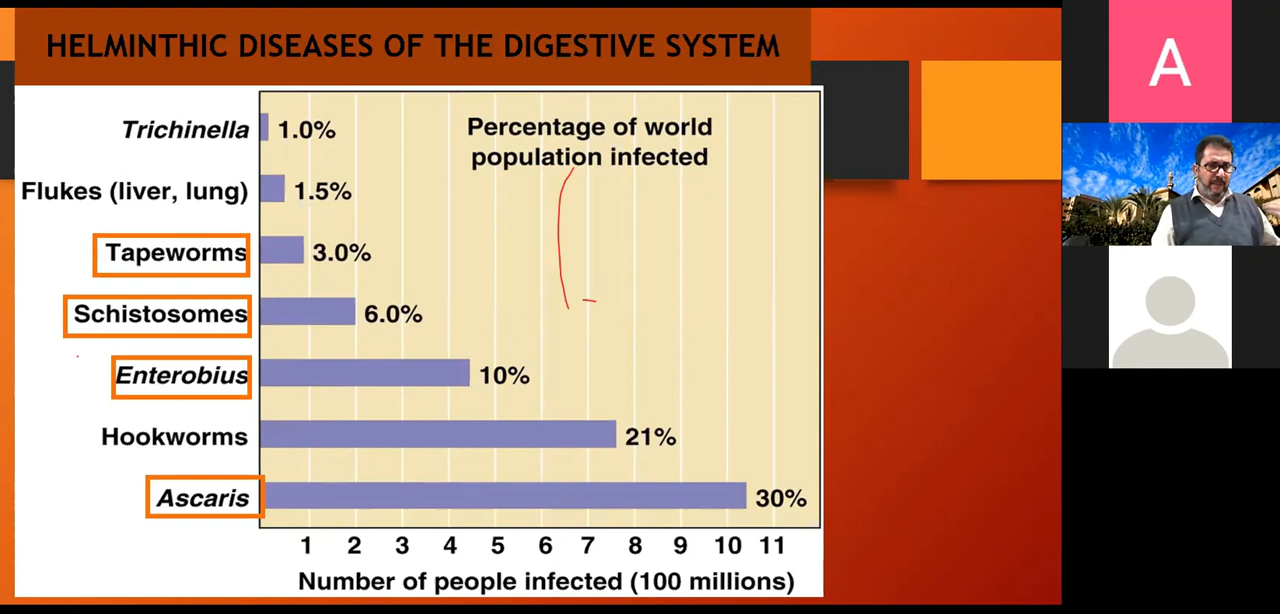 HELMINTHIC DISEASES OF THE DIGESTIVE SYSTEM
A
Percentage of world
population infected
Trichinella 1.0%
Flukes (liver, lung) 1.5%
Tapeworms 3.0%
Schistosomes 6.0%
Enterobius 10%
Hookworms 21%
Ascaris 30%
1 2 3 4 5 6 7 8 9 10 11
Number of people infected (100 millions)